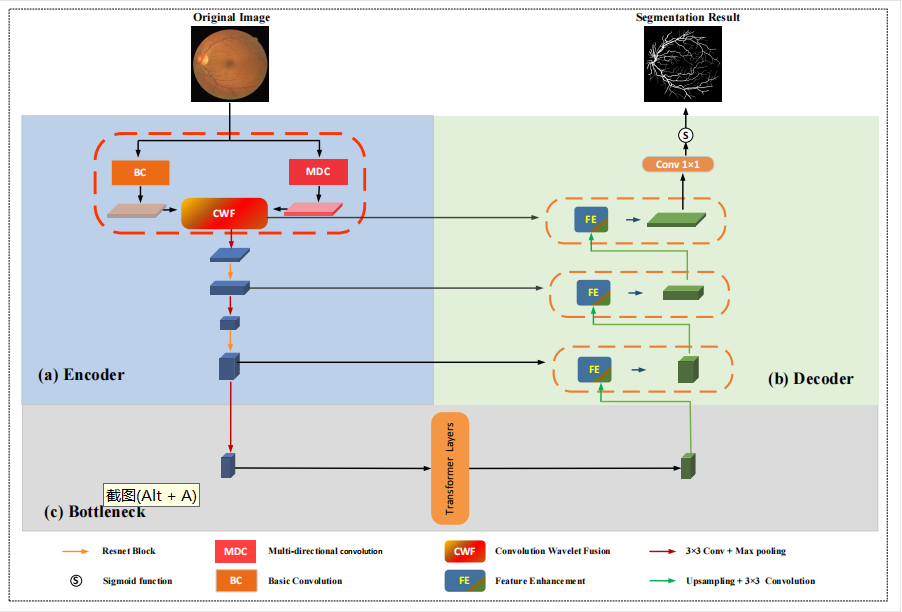 Original Image
Segmentation Result
S
Conv 1×1
BC
MDC
CWF
FE
FE
FE
(a) Encoder
(b) Decoder
Transformer Layers
截图(Alt + A)
(c) Bottleneck
Resnet Block
MDC
Multi-directional convolution
CWF
Convolution Wavelet Fusion
3×3 Conv + Max pooling
S
Sigmoid function
BC
Basic Convolution
FE
Feature Enhancement
Upsampling + 3×3 Convolution